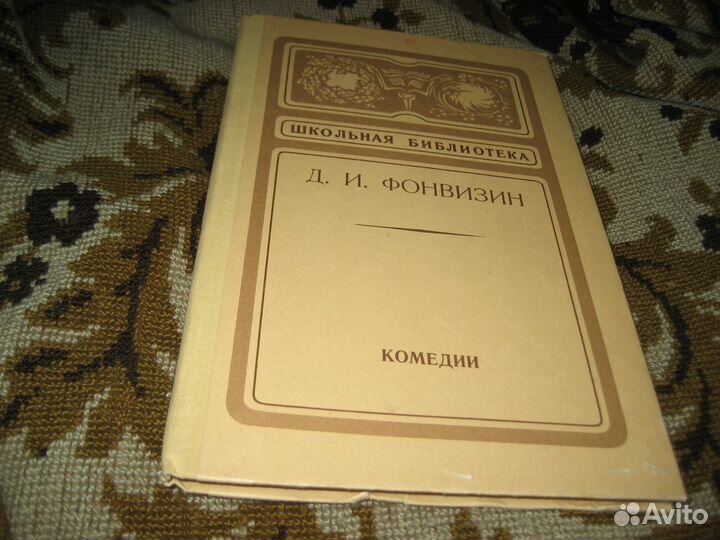 ШКОЛЬНАЯ БИБЛИОТЕКА
Д. И. ФОНВИЗИН
КОМЕДИИ
Avito